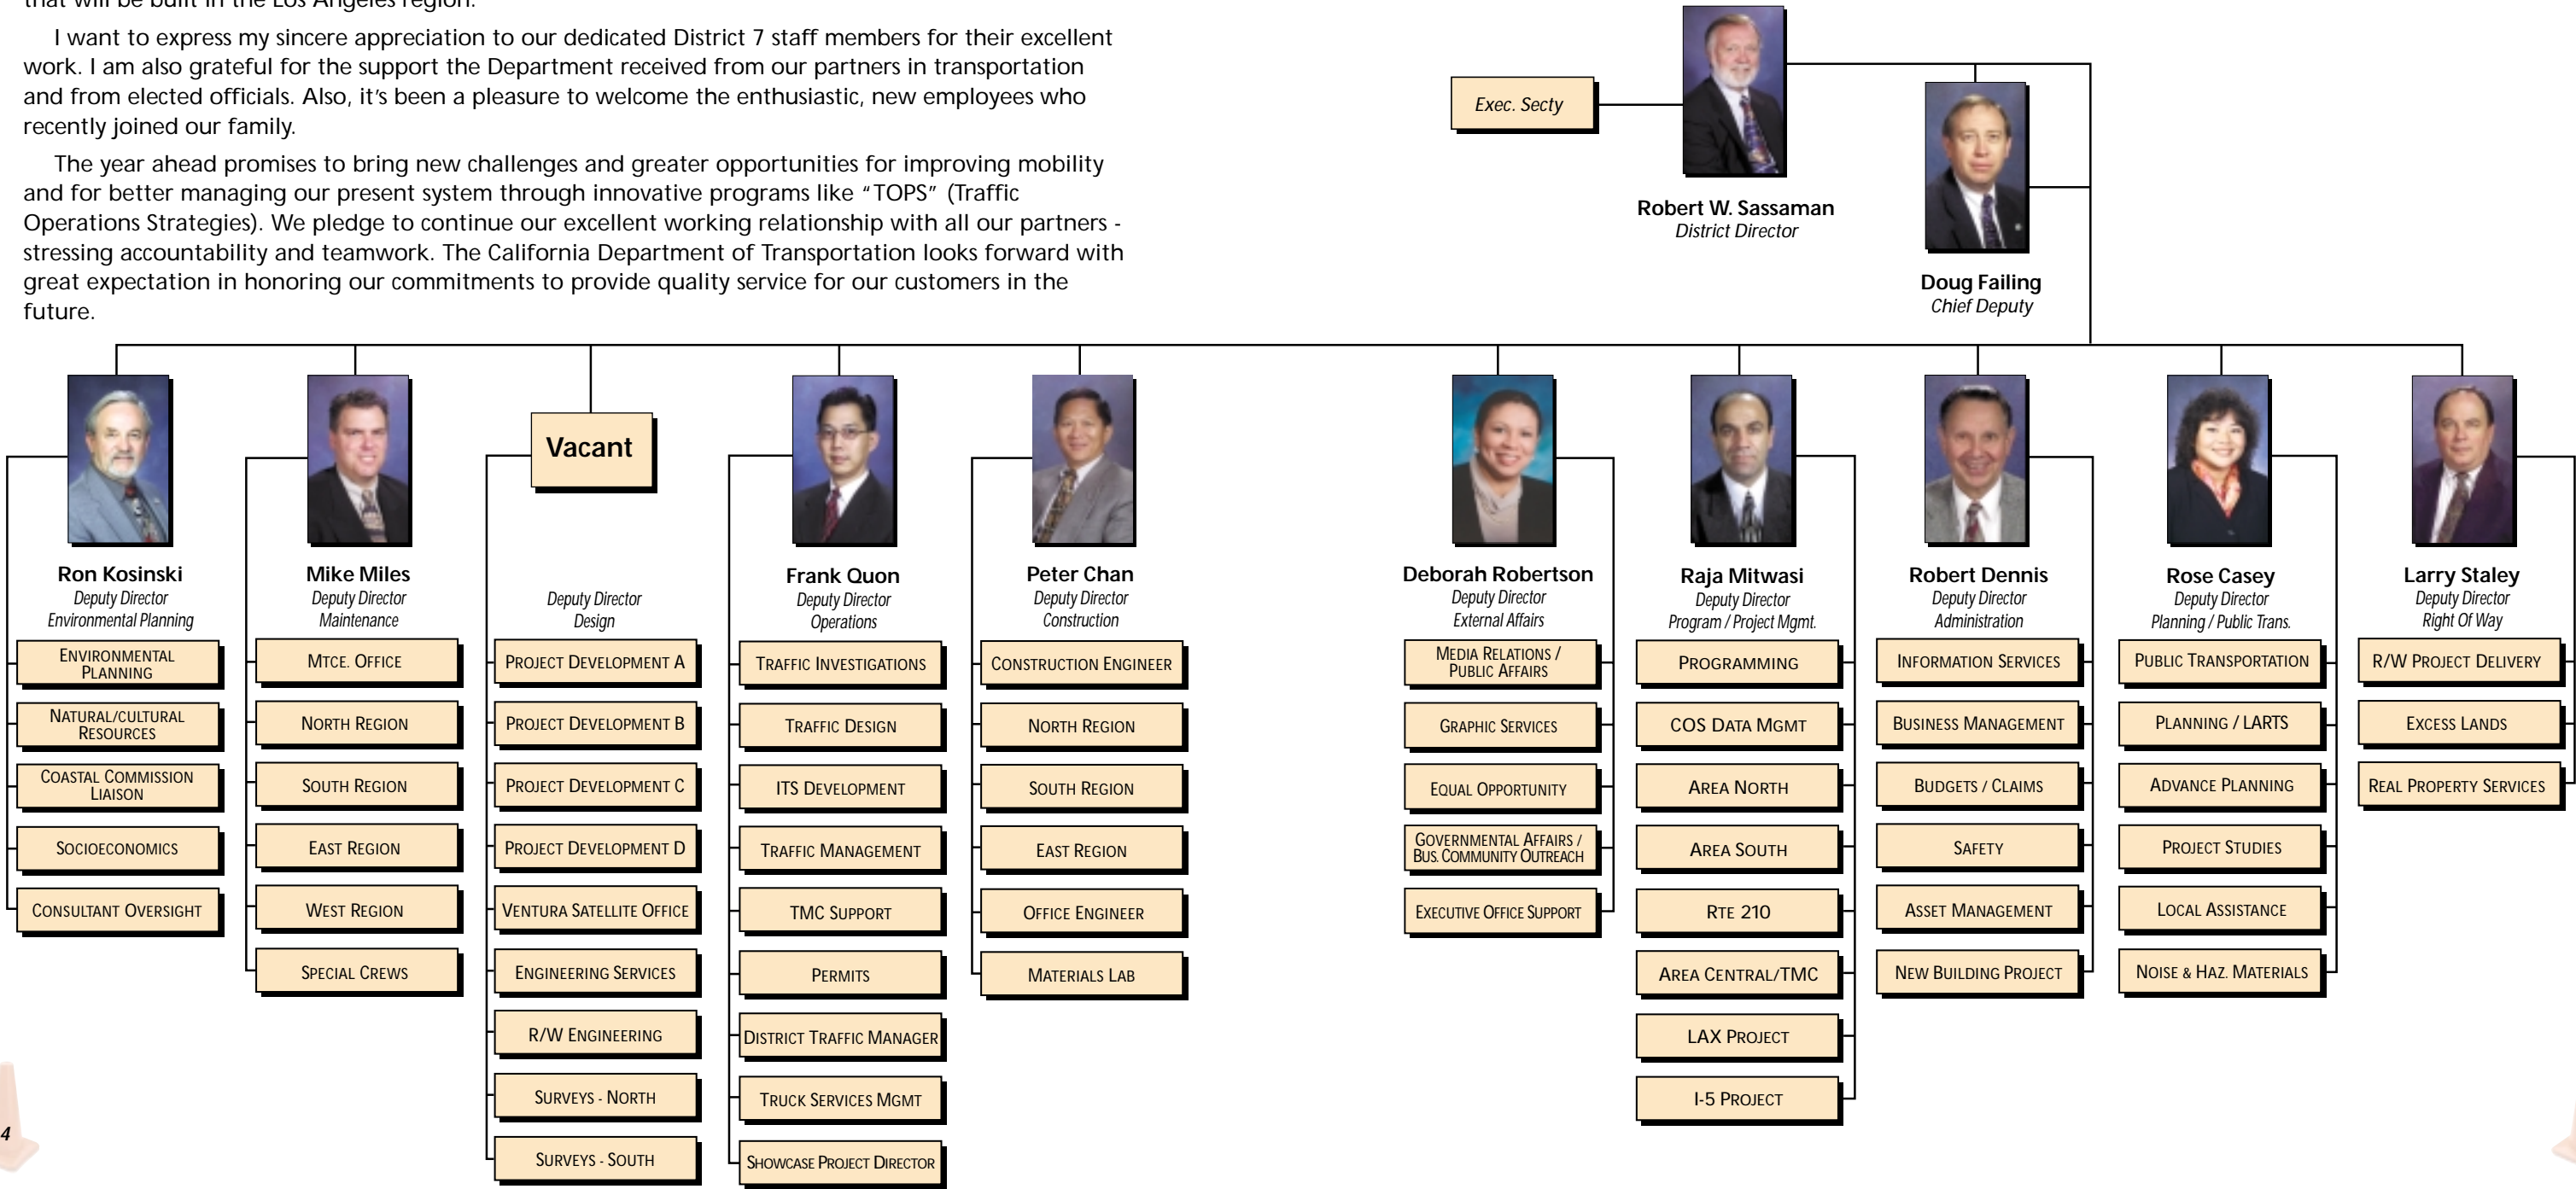 that will be built in the Los Angeles region.
I want to express my sincere appreciation to our dedicated District 7 staff members for their excellent
work. I am also grateful for the support the Department received from our partners in transportation
and from elected officials. Also, it's been a pleasure to welcome the enthusiastic, new employees who
recently joined our family.
The year ahead promises to bring new challenges and greater opportunities for improving mobility
and for better managing our present system through innovative programs like “TOPS” (Traffic
Operations Strategies). We pledge to continue our excellent working relationship with all our partners -
stressing accountability and teamwork. The California Department of Transportation looks forward with
great expectation in honoring our commitments to provide quality service for our customers in the
future.
Exec. Secty
Robert W. Sassaman
District Director
Doug Failing
Chief Deputy
Ron Kosinski
Deputy Director
Environmental Planning
ENVIRONMENTAL
PLANNING
NATURAL/CULTURAL
RESOURCES
COASTAL COMMISSION
LIAISON
SOCIOECONOMICS
CONSULTANT OVERSIGHT
Mike Miles
Deputy Director
Maintenance
MTCE. OFFICE
NORTH REGION
SOUTH REGION
EAST REGION
WEST REGION
SPECIAL CREWS
Vacant
Deputy Director
Design
PROJECT DEVELOPMENT A
PROJECT DEVELOPMENT B
PROJECT DEVELOPMENT C
PROJECT DEVELOPMENT D
VENTURA SATELLITE OFFICE
ENGINEERING SERVICES
R/W ENGINEERING
SURVEYS - NORTH
SURVEYS - SOUTH
Frank Quon
Deputy Director
Operations
TRAFFIC INVESTIGATIONS
TRAFFIC DESIGN
ITS DEVELOPMENT
TRAFFIC MANAGEMENT
TMC SUPPORT
PERMITS
DISTRICT TRAFFIC MANAGER
TRUCK SERVICES MGMT
SHOWCASE PROJECT DIRECTOR
Peter Chan
Deputy Director
Construction
CONSTRUCTION ENGINEER
NORTH REGION
SOUTH REGION
EAST REGION
OFFICE ENGINEER
MATERIALS LAB
Deborah Robertson
Deputy Director
External Affairs
MEDIA RELATIONS /
PUBLIC AFFAIRS
GRAPHIC SERVICES
EQUAL OPPORTUNITY
GOVERNMENTAL AFFAIRS /
BUS. COMMUNITY OUTREACH
EXECUTIVE OFFICE SUPPORT
Raja Mitwasi
Deputy Director
Program / Project Mgmt.
PROGRAMMING
COS DATA MGMT
AREA NORTH
AREA SOUTH
RTE 210
AREA CENTRAL/TMC
LAX PROJECT
I-5 PROJECT
Robert Dennis
Deputy Director
Administration
INFORMATION SERVICES
BUSINESS MANAGEMENT
BUDGETS / CLAIMS
SAFETY
ASSET MANAGEMENT
NEW BUILDING PROJECT
Rose Casey
Deputy Director
Planning / Public Trans.
PUBLIC TRANSPORTATION
PLANNING / LARTS
ADVANCE PLANNING
PROJECT STUDIES
LOCAL ASSISTANCE
NOISE & HAZ. MATERIALS
Larry Staley
Deputy Director
Right Of Way
R/W PROJECT DELIVERY
EXCESS LANDS
REAL PROPERTY SERVICES
4